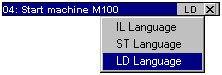 04: Start machine M100 LD
IL Language
ST Language
LD Language